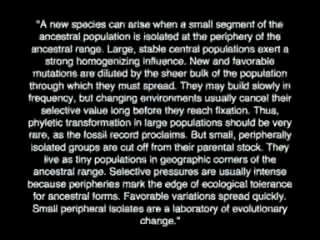 "A new species can arise when a small segment of the
ancestral population is isolated at the periphery of the
ancestral range. Large, stable central populations exert a
strong homogenizing influence. New and favorable
mutations are diluted by the sheer bulk of the population
through which they must spread. They may build slowly in
frequency, but changing environments usually cancel their
selective value long before they reach fixation. Thus,
phyletic transformation in large populations should be very
rare, as the fossil record proclaims. But small, peripherally
isolated groups are cut off from their parental stock. They
live as tiny populations in geographic corners of the
ancestral range. Selective pressures are usually intense
because peripheries mark the edge of ecological tolerance
for ancestral forms. Favorable variations spread quickly.
Small peripheral isolates are a laboratory of evolutionary
change."